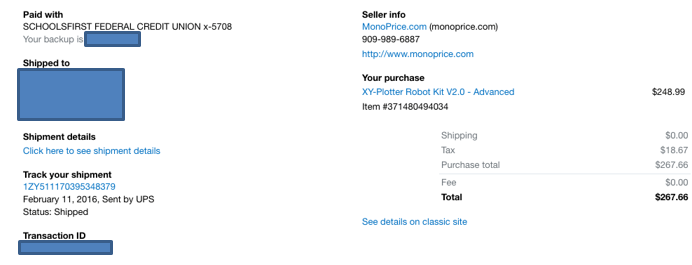 Paid with
SCHOOLSFIRST FEDERAL CREDIT UNION x-5708
Your backup is
Shipped to
Shipment details
Click here to see shipment details
Track your shipment
1ZY511170395348379
February 11, 2016, Sent by UPS
Status: Shipped
Transaction ID
Seller info
MonoPrice.com (monoprice.com)
909-989-6887
http://www.monoprice.com
Your purchase
XY-Plotter Robot Kit V2.0 - Advanced $248.99
Item #371480494034
Shipping $0.00
Tax $18.67
Purchase total $267.66
Fee $0.00
Total $267.66
See details on classic site